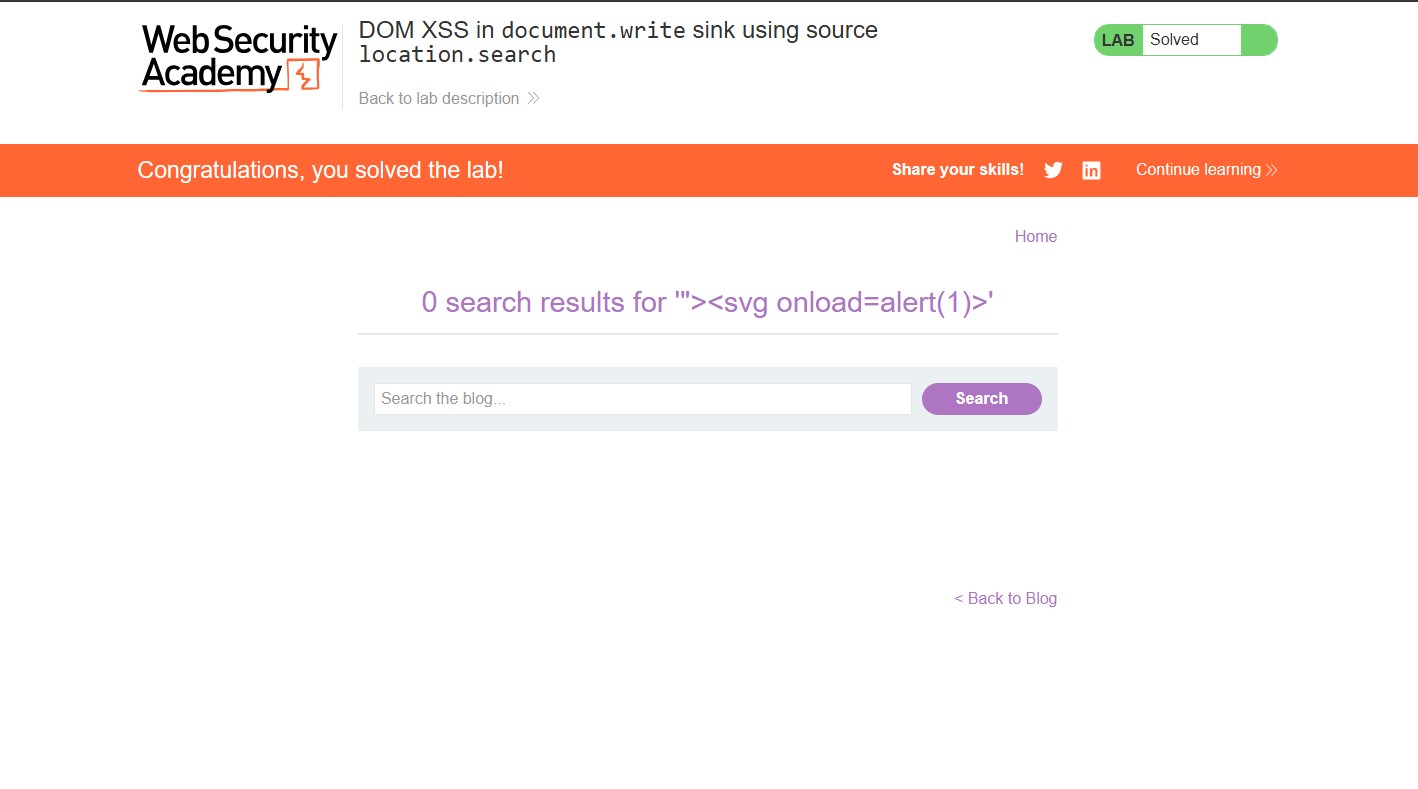 Web Security
Academy
DOM XSS in document.write sink using source
location.search
Back to lab description
LAB Solved
Congratulations, you solved the lab!
Share your skills!
Continue learning
Home
0 search results for '"><svg onload=alert(1)>'
Search the blog...
Search
< Back to Blog